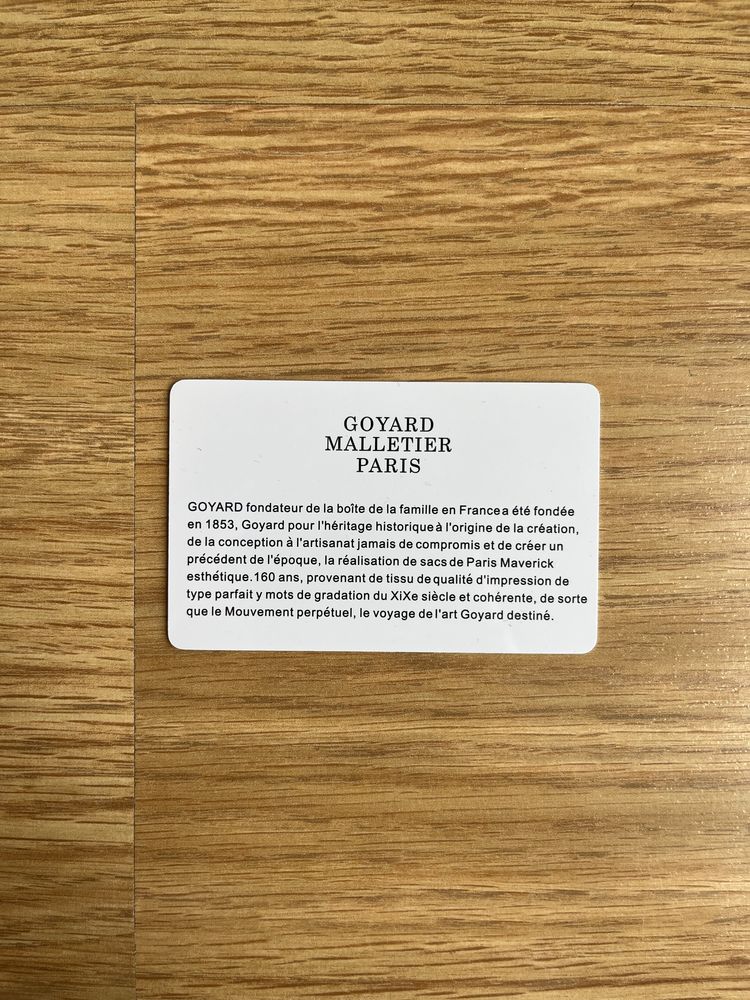 GOYARD
MALLETIER
PARIS
GOYARD fondateur de la boîte de la famille en Francea été fondée
en 1853, Goyard pour l'héritage historique à l'origine de la création,
de la conception à l'artisanat jamais de compromis et de créer un
précédent de l'époque, la réalisation de sacs de Paris Maverick
esthétique.160 ans, provenant de tissu de qualité d'impression de
type parfait y mots de gradation du XiXe siècle et cohérente, de sorte
que le Mouvement perpétuel, le voyage de l'art Goyard destiné.